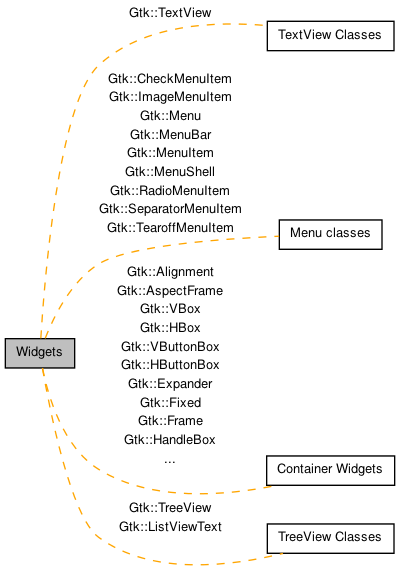 Gtk::TextView
TextView Classes
Gtk::CheckMenuItem
Gtk::ImageMenuItem
Gtk::Menu
Gtk::MenuBar
Gtk::MenuItem
Gtk::MenuShell
Gtk::RadioMenuItem
Gtk::SeparatorMenuItem
Gtk::TearoffMenuItem
Menu classes
Gtk::Alignment
Gtk::AspectFrame
Gtk::VBox
Gtk::HBox
Gtk::VButtonBox
Gtk::HButtonBox
Gtk::Expander
Gtk::Fixed
Gtk::Frame
Gtk::HandleBox
...
Widgets
Container Widgets
Gtk::TreeView
Gtk::ListViewText
TreeView Classes